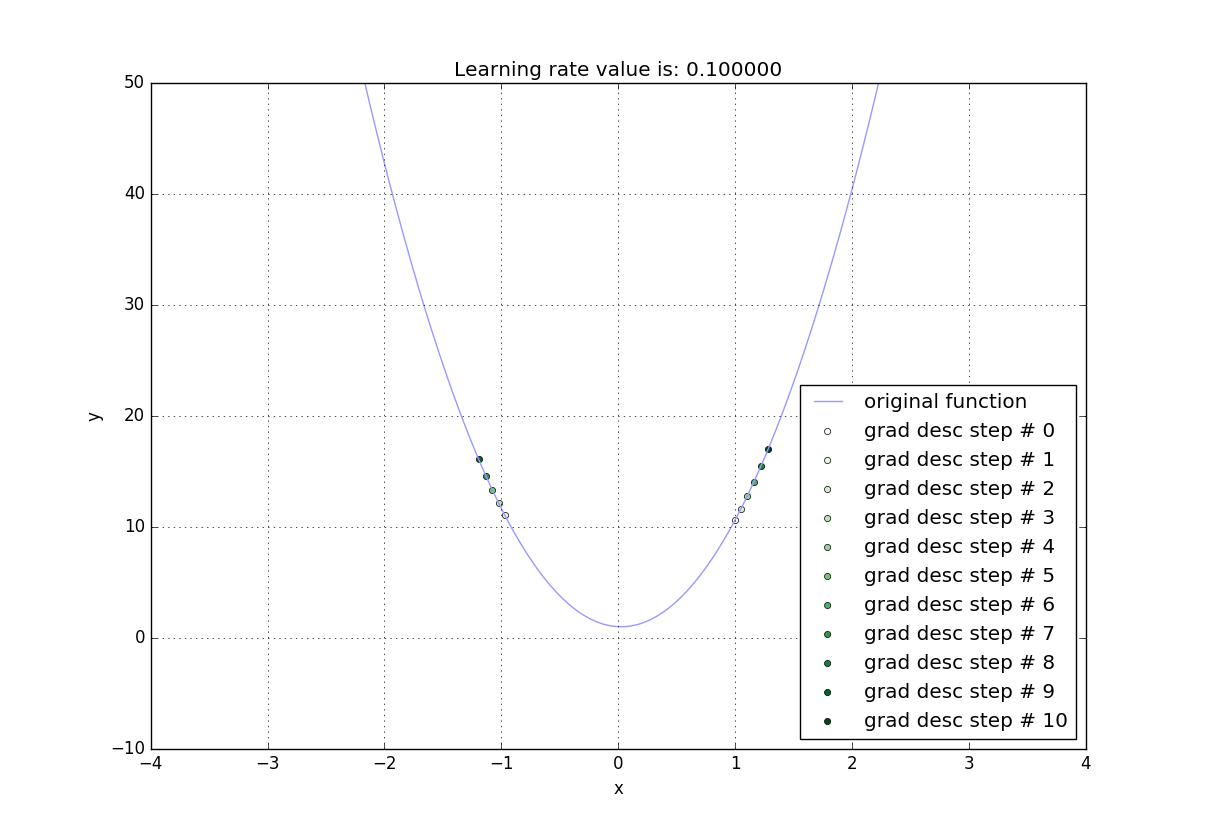 Learning rate value is: 0.100000
50
40
30
20
10
0
−10
y
−4 −3 −2 −1 0 1 2 3 4
x
original function
grad desc step # 0
grad desc step # 1
grad desc step # 2
grad desc step # 3
grad desc step # 4
grad desc step # 5
grad desc step # 6
grad desc step # 7
grad desc step # 8
grad desc step # 9
grad desc step # 10